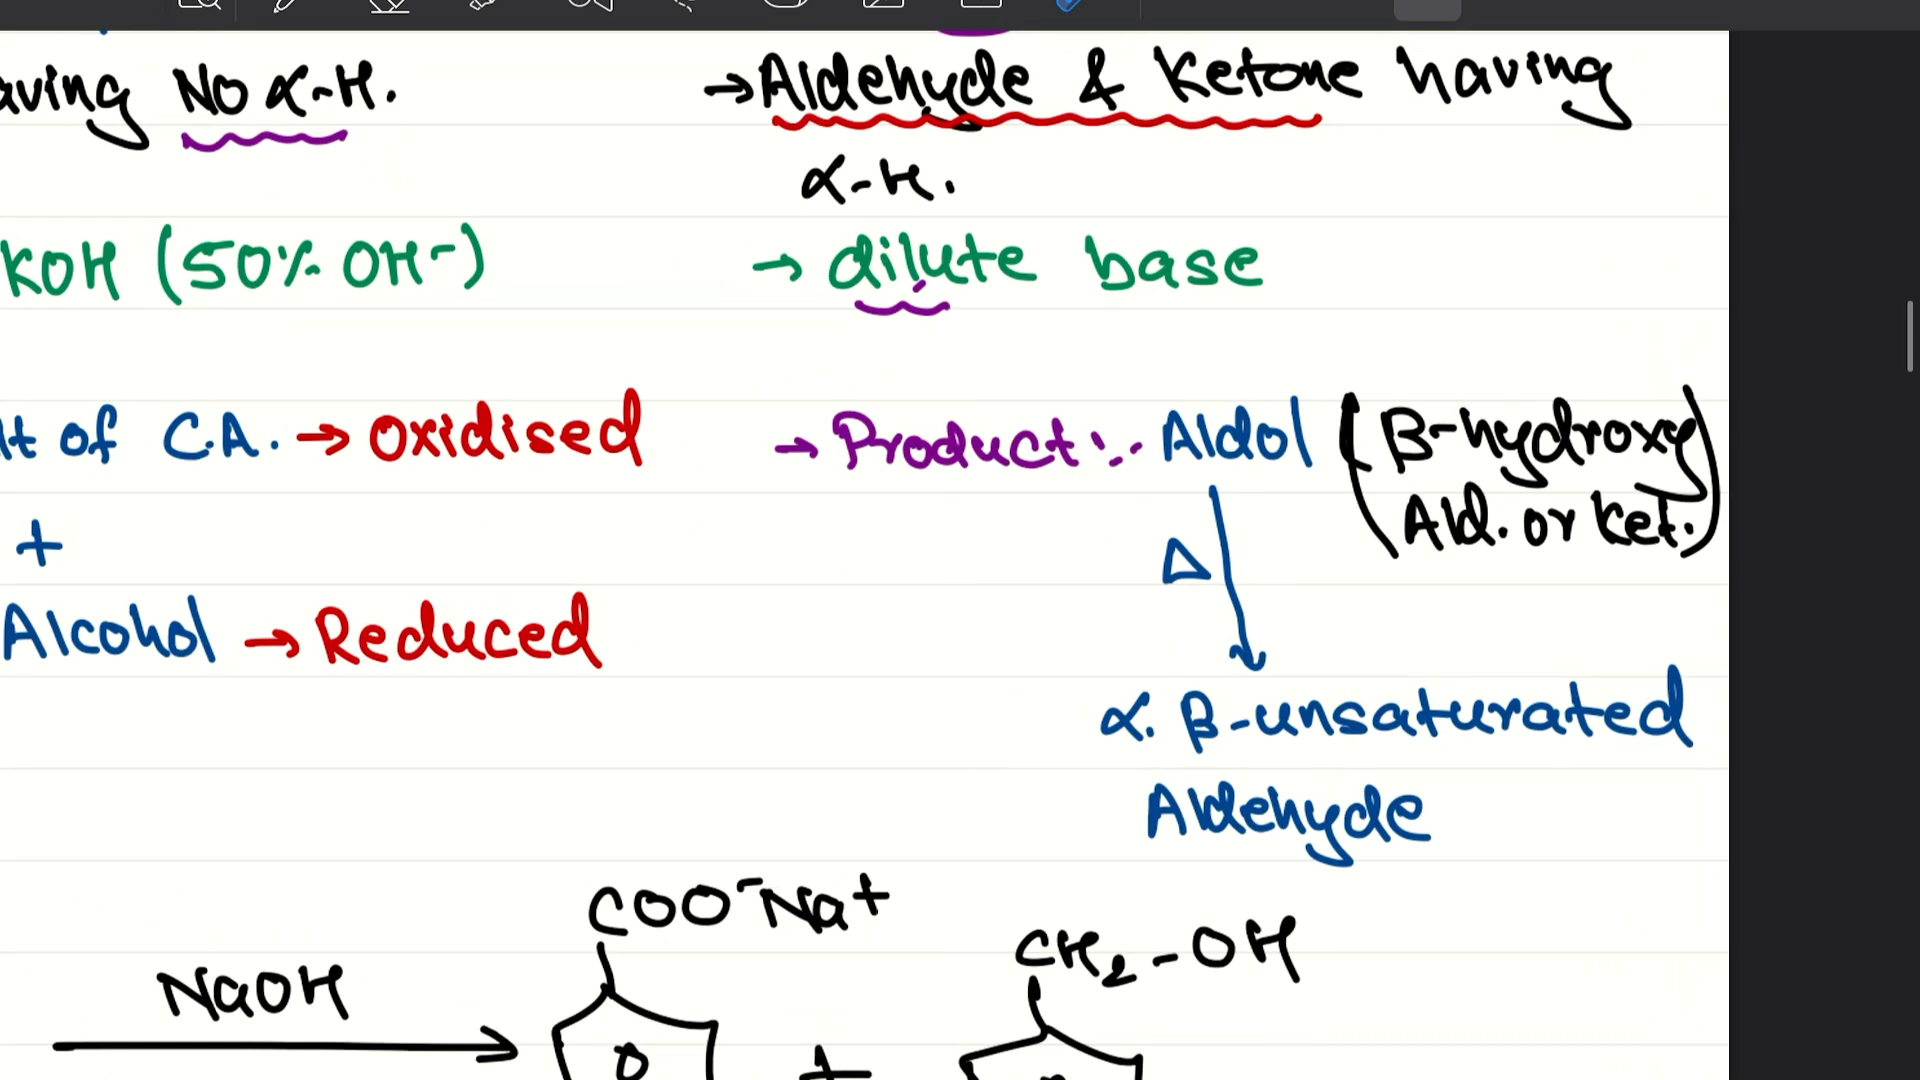 aving No α-H.
→ Aldehyde & Ketone having
α-H.
KOH (50% OH-)
→ dilute base
lt of C.A. → Oxidised
+
Alcohol → Reduced
→ Product:- Aldol (β-hydroxy
Ald. or Ket.)
Δ
α. β-unsaturated
Aldehyde
NaOH
COO⁻Na+
+
CH₂-OH